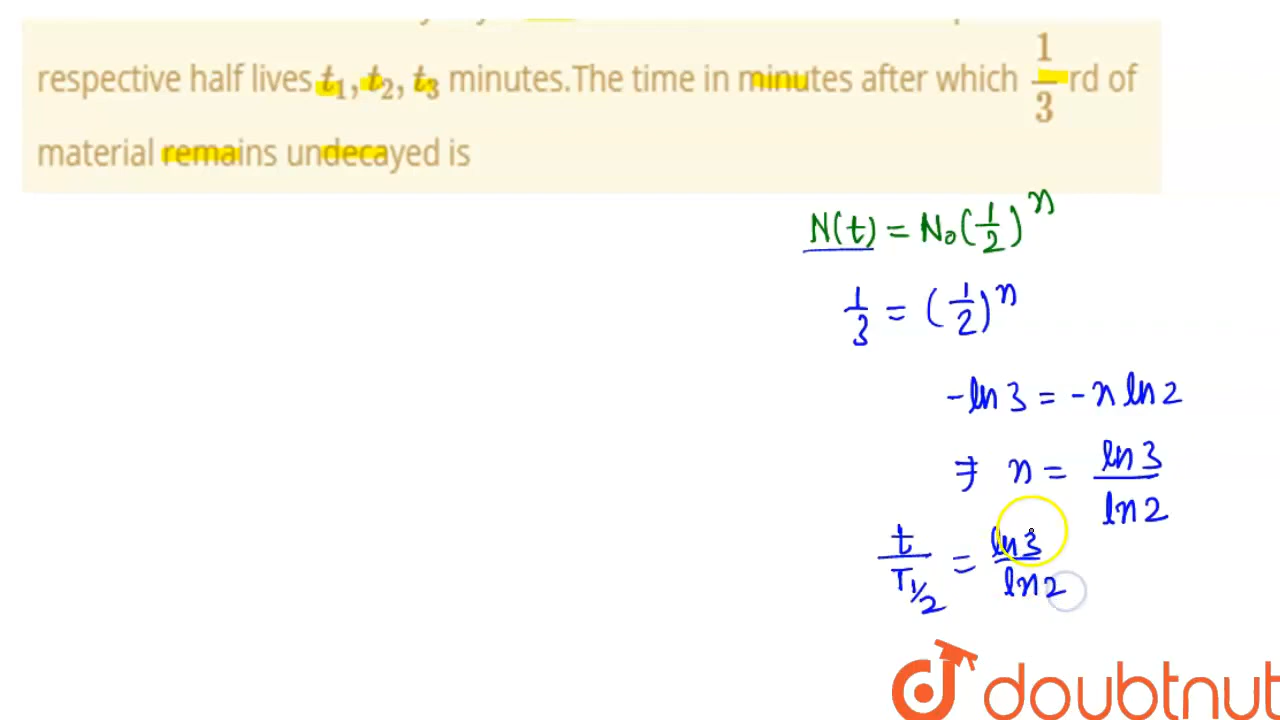 respective half lives t₁, t₂, t₃ minutes.The time in minutes after which 1/3 rd of
material remains undecayed is
N(t) = N₀(1/2)ⁿ
1/3 = (1/2)ⁿ
-ln 3 = -n ln 2
⇒ n = ln 3 / ln 2
t / T1/2 = ln 3 / ln 2
doubtnut